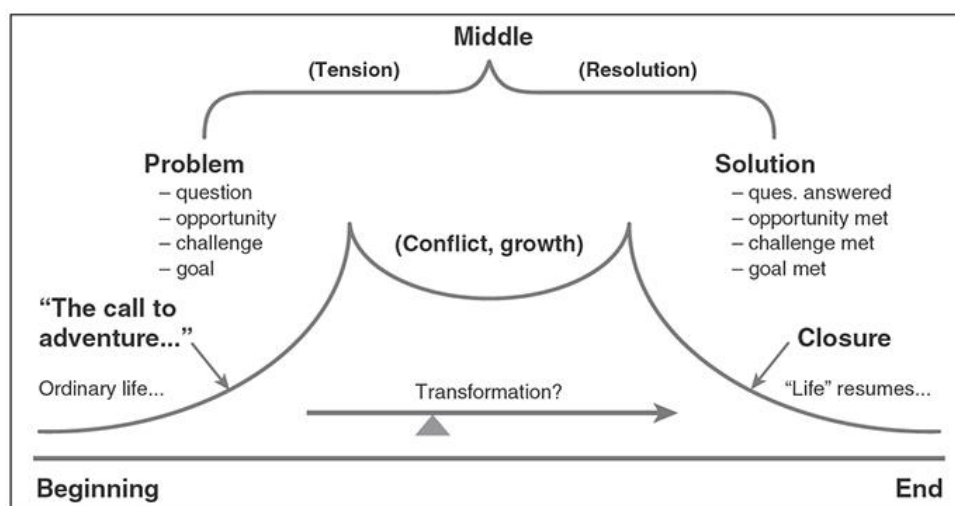 Middle
(Tension)
(Resolution)
Problem
– question
– opportunity
– challenge
– goal
Solution
– ques. answered
– opportunity met
– challenge met
– goal met
(Conflict, growth)
“The call to
adventure...”
Closure
Ordinary life...
Transformation?
“Life” resumes...
Beginning
End